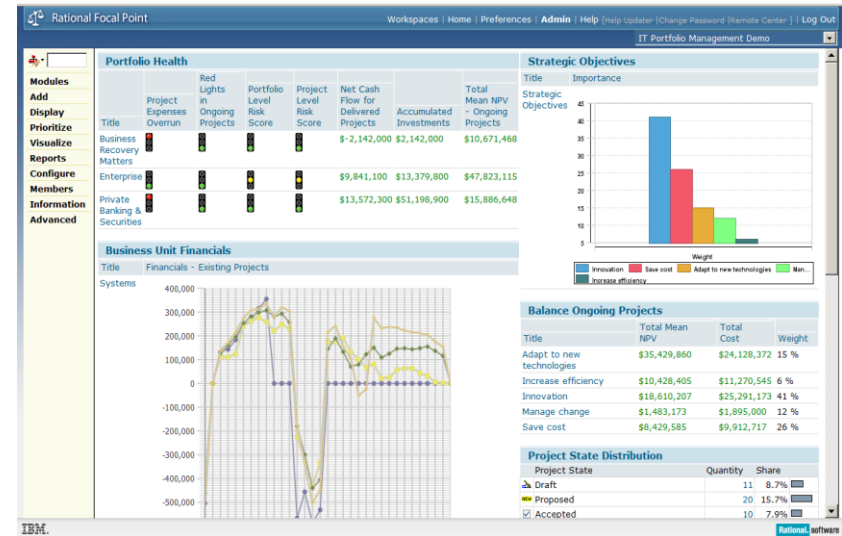 Rational Focal Point
Workspaces | Home | Preferences | Admin | Help [Help Updater |Change Password |Remote Center ] | Log Out
IT Portfolio Management Demo
Modules
Add
Display
Prioritize
Visualize
Reports
Configure
Members
Information
Advanced
Portfolio Health
Title
Project Expenses Overrun
Red Lights in Ongoing Projects
Portfolio Level Risk Score
Project Level Risk Score
Net Cash Flow for Delivered Projects
Accumulated Investments
Total Mean NPV - Ongoing Projects
Business Recovery Matters $-2,142,000 $2,142,000 $10,671,468
Enterprise $9,841,100 $13,379,800 $47,823,115
Private Banking & Securities $13,572,300 $51,198,900 $15,886,648
Business Unit Financials
Title Financials - Existing Projects
Systems
400,000
300,000
200,000
100,000
0
-100,000
-200,000
-300,000
-400,000
-500,000
Strategic Objectives
Title Importance
Strategic Objectives
45
40
35
30
25
20
15
10
5
Weight
Innovation Save cost Adapt to new technologies Man...
Increase efficiency
Balance Ongoing Projects
Title Total Mean NPV Total Cost Weight
Adapt to new technologies $35,429,860 $24,128,372 15 %
Increase efficiency $10,428,405 $11,270,545 6 %
Innovation $18,610,207 $25,291,173 41 %
Manage change $1,483,173 $1,895,000 12 %
Save cost $8,429,585 $9,912,717 26 %
Project State Distribution
Project State Quantity Share
Draft 11 8.7%
NEW Proposed 20 15.7%
Accepted 10 7.9%
IBM.
Rational. software